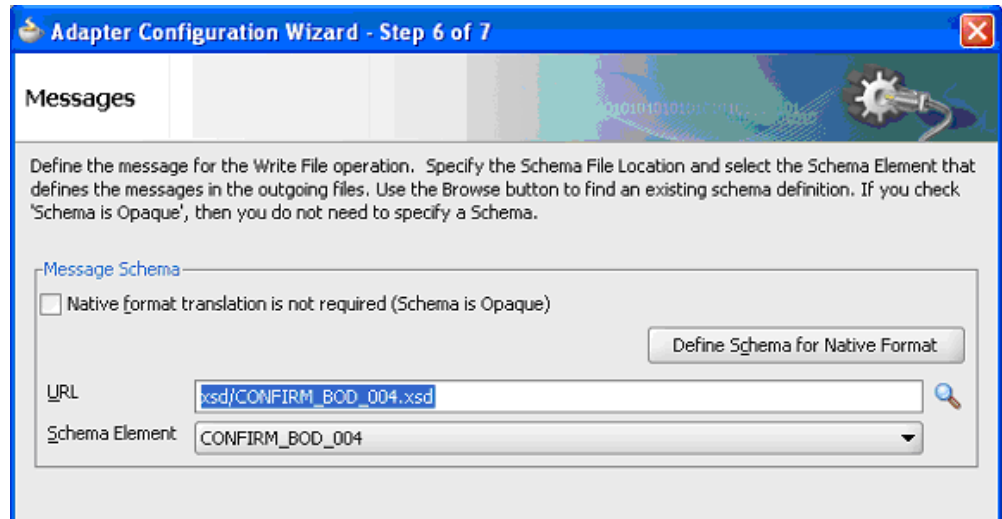 Adapter Configuration Wizard - Step 6 of 7
Messages
Define the message for the Write File operation. Specify the Schema File Location and select the Schema Element that
defines the messages in the outgoing files. Use the Browse button to find an existing schema definition. If you check
'Schema is Opaque', then you do not need to specify a Schema.
Message Schema
Native format translation is not required (Schema is Opaque)
Define Schema for Native Format
URL
xsd/CONFIRM_BOD_004.xsd
Schema Element
CONFIRM_BOD_004